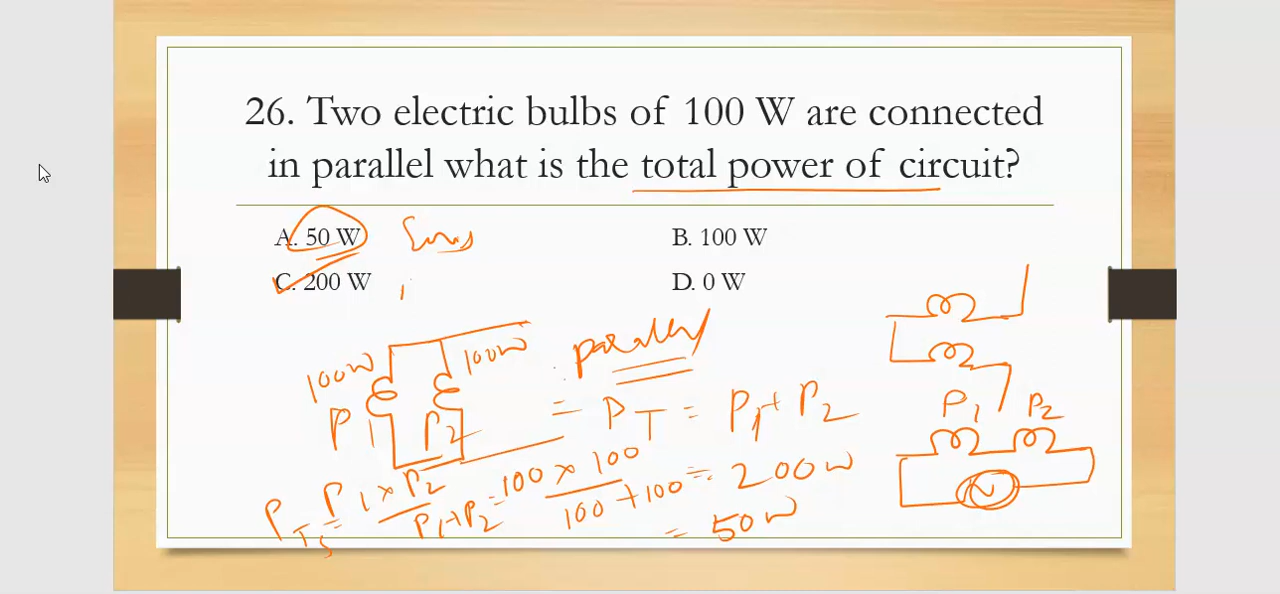 26. Two electric bulbs of 100 W are connected
in parallel what is the total power of circuit?
A. 50 W
B. 100 W
C. 200 W
D. 0 W
100w
100w
parallel
P1
P2
= PT = P1 + P2
= 200w
PTS = P1 × P2 / P1+P2 = 100 × 100 / 100 + 100
= 50w
P1 P2